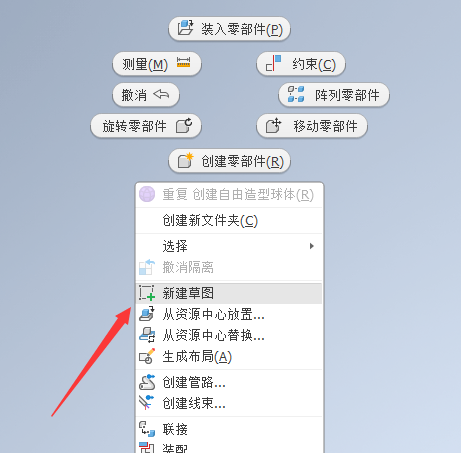 装入零部件(P)
测量(M) 约束(C)
撤消 阵列零部件
旋转零部件 移动零部件
创建零部件(R)
重复 创建自由造型球体(R)
创建新文件夹(C)
选择
撤消隔离
新建草图
从资源中心放置...
从资源中心替换...
生成布局(A)
创建管路...
创建线束...
联接
装配